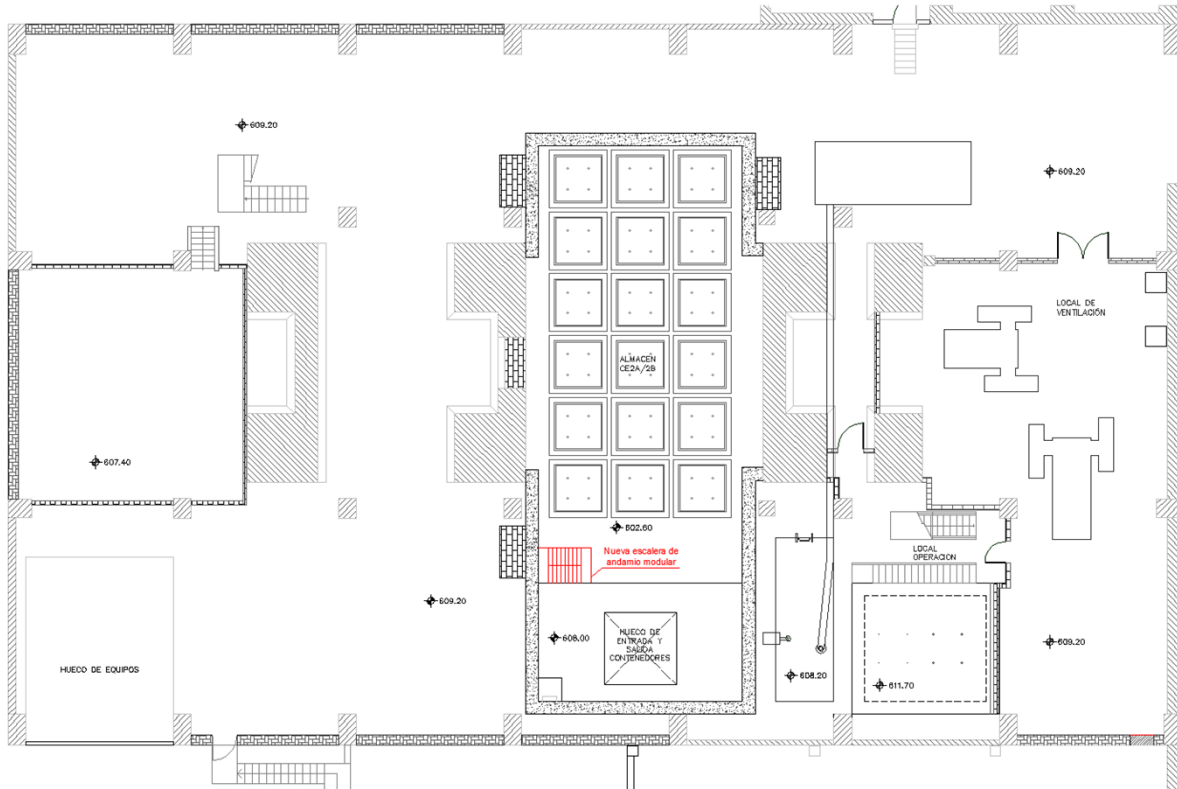 609.20
609.20
LOCAL DE
VENTILACIÓN
ALMACEN
CE2A/2B
607.40
602.60
Nueva escalera de
andamio modular
LOCAL
OPERACION
609.20
608.00
HUECO DE
ENTRADA Y
SALIDA
CONTENEDORES
609.20
HUECO DE EQUIPOS
608.20
611.70